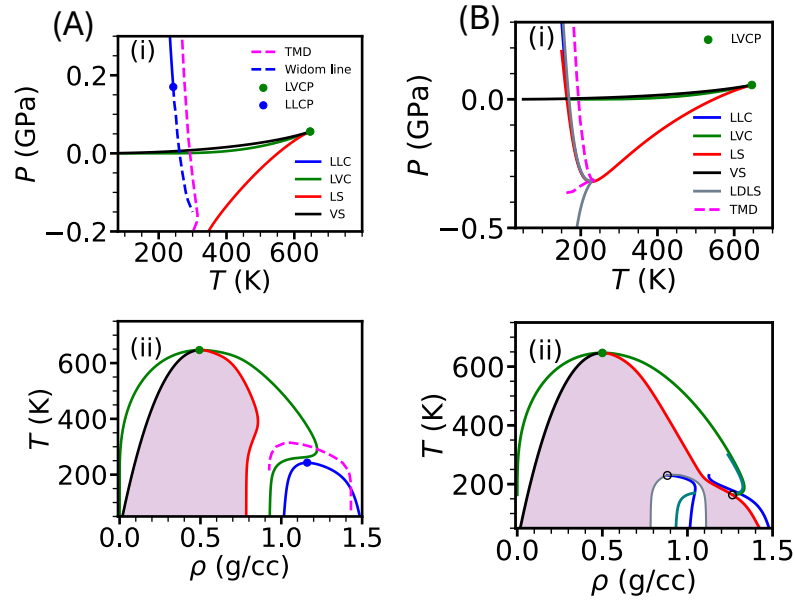 (A)
(i)
TMD
Widom line
LVCP
LLCP
LLC
LVC
LS
VS
0.2
0.0
−0.2
P (GPa)
200 400 600
T (K)
(B)
(i)
LVCP
LLC
LVC
LS
VS
LDLS
TMD
0.0
−0.5
P (GPa)
200 400 600
T (K)
(ii)
600
400
200
T (K)
0.0 0.5 1.0 1.5
ρ (g/cc)
(ii)
600
400
200
T (K)
0.0 0.5 1.0 1.5
ρ (g/cc)